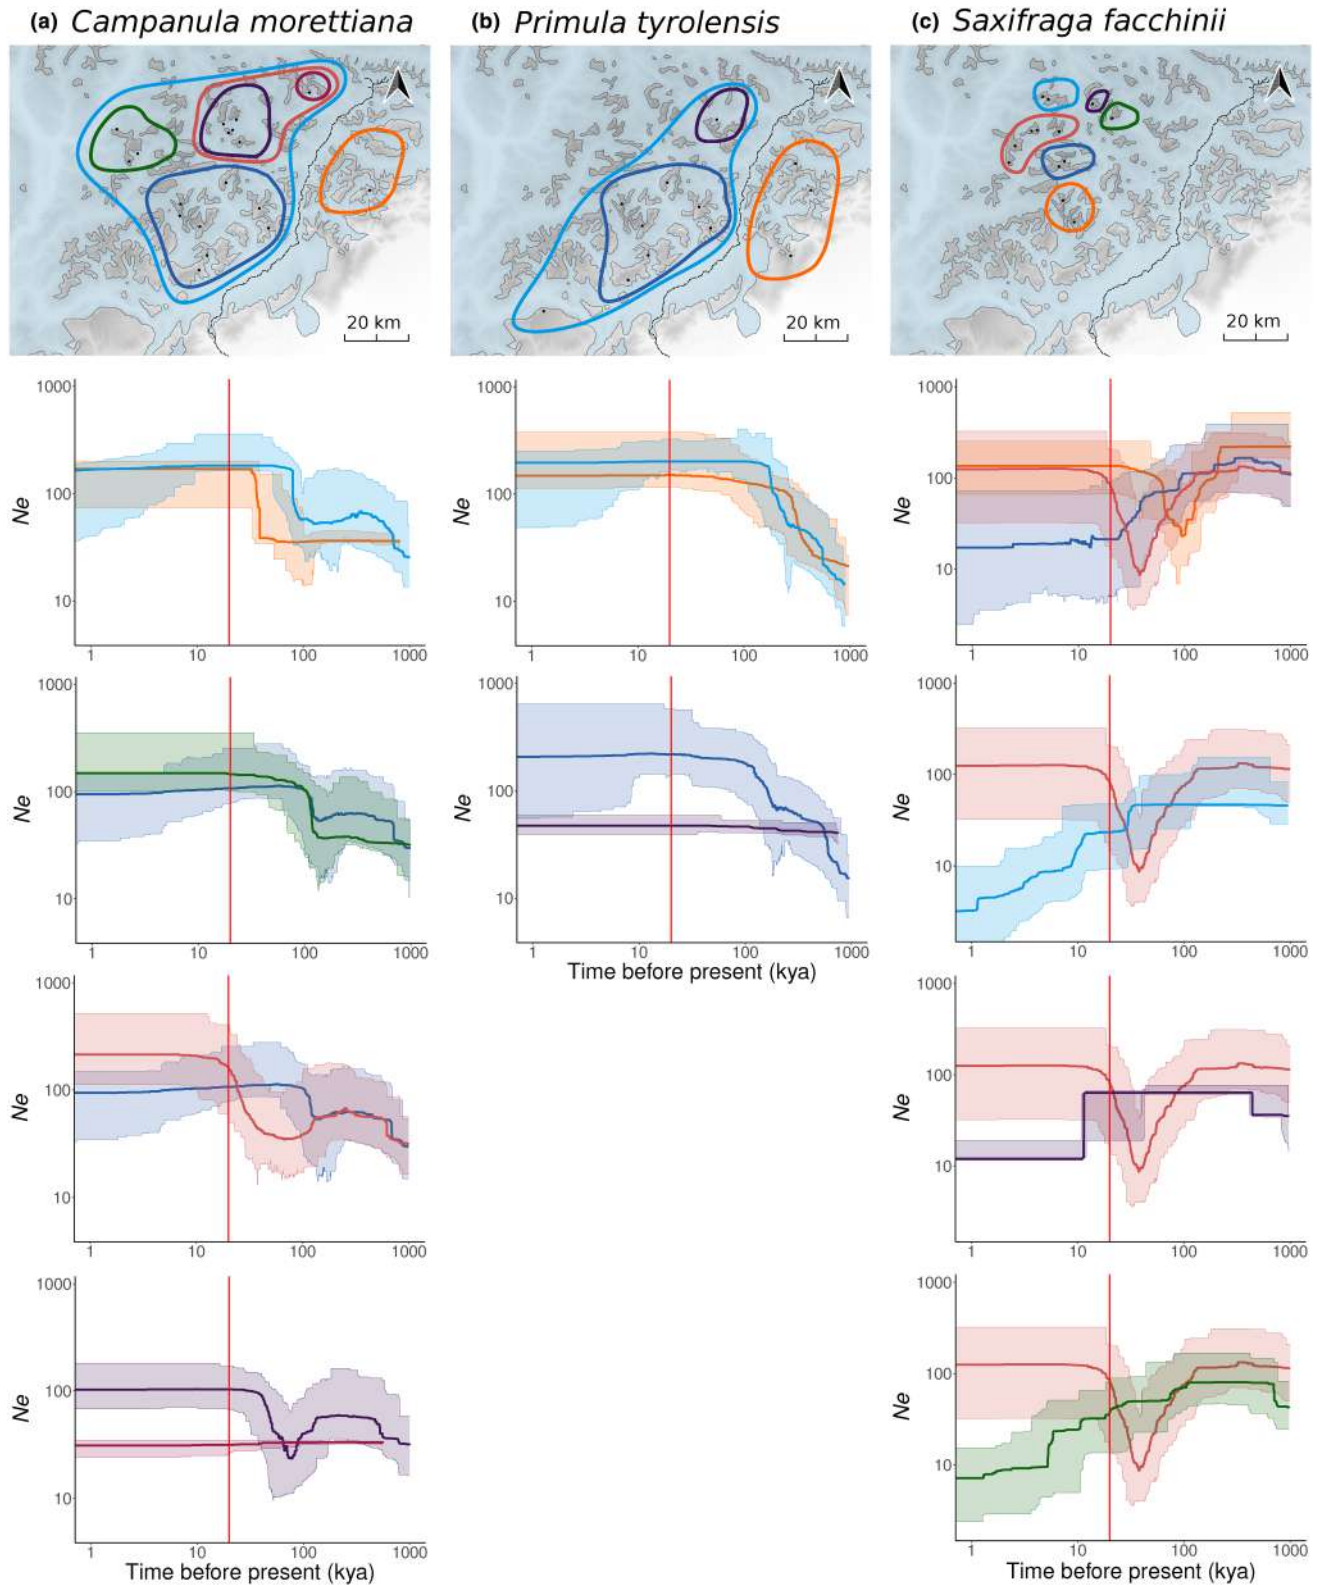 (a) Campanula morettiana
(b) Primula tyrolensis
(c) Saxifraga facchinii
20 km
20 km
20 km
1000
100
10
Ne
1 10 100 1000
1000
100
10
Ne
1 10 100 1000
1000
100
10
Ne
1 10 100 1000
1000
100
10
Ne
1 10 100 1000
1000
100
10
Ne
1 10 100 1000
Time before present (kya)
1000
100
10
Ne
1 10 100 1000
1000
100
10
Ne
1 10 100 1000
1000
100
10
Ne
1 10 100 1000
Time before present (kya)
1000
100
10
Ne
1 10 100 1000
Time before present (kya)
1000
100
10
Ne
1 10 100 1000